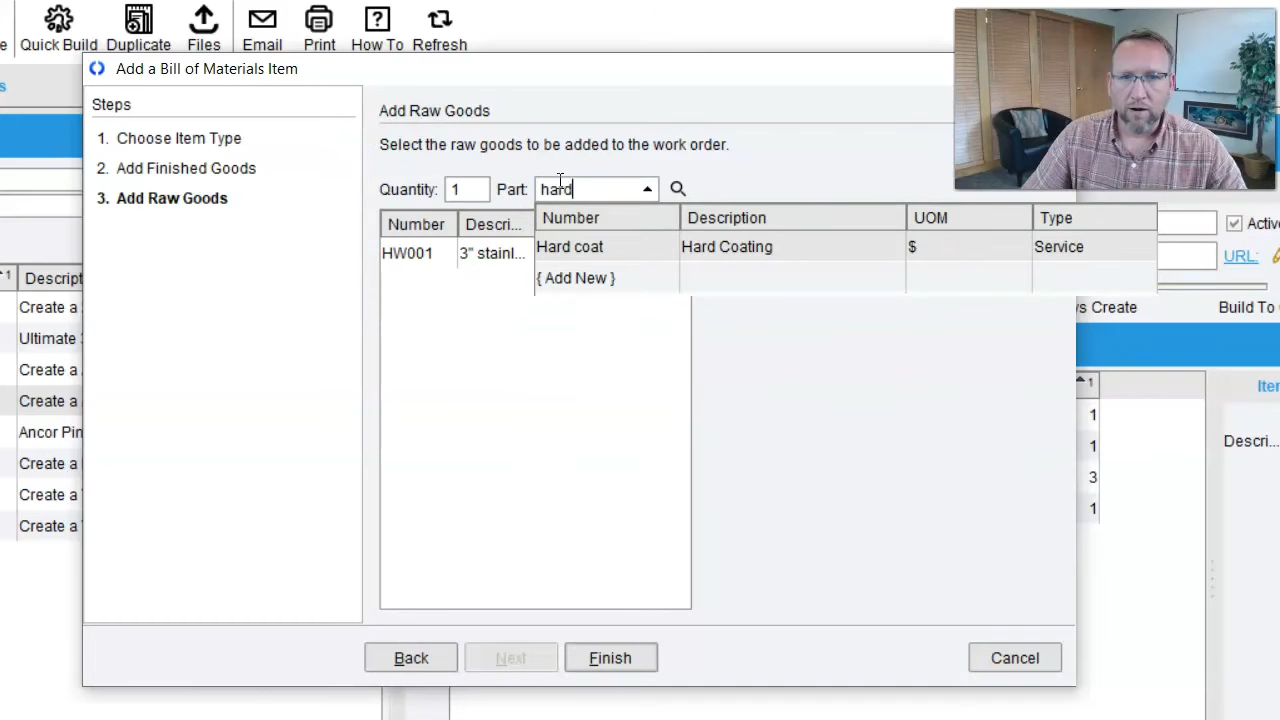 e Quick Build Duplicate Files Email Print How To Refresh
Add a Bill of Materials Item
s
Steps
1. Choose Item Type
2. Add Finished Goods
3. Add Raw Goods
Add Raw Goods
Select the raw goods to be added to the work order.
Quantity: 1 Part: hard
Number Descri...
HW001 3" stainl...
Number Description UOM Type
Hard coat Hard Coating $ Service
{ Add New }
Active
URL:
1 Descript
Create a
Ultimate
Create a
Create a
Ancor Pin
Create a
Create a
Create a
ys Create Build To
1
1
1
3
1
Descri...
Back Next Finish Cancel